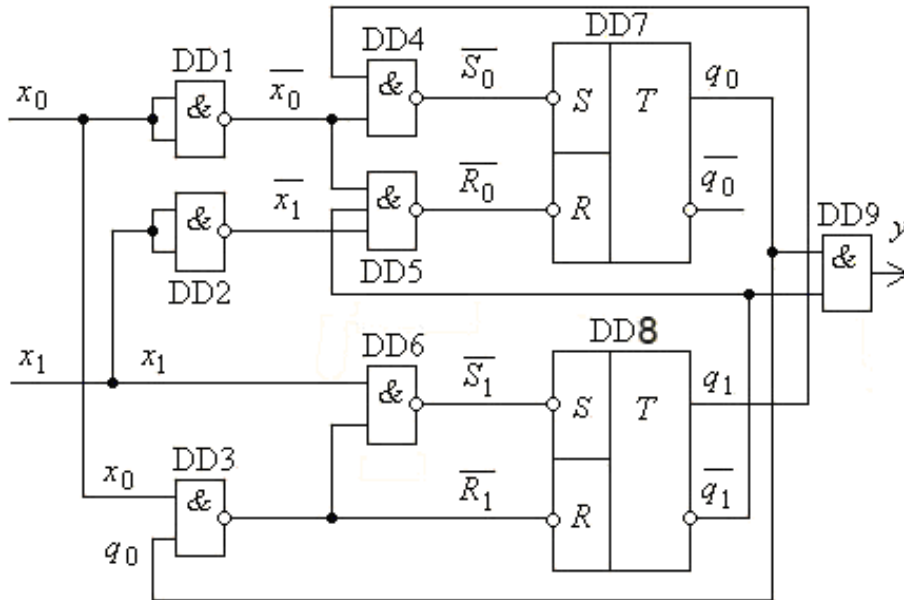 DD7
DD4
DD1
x₀
&
x̅₀
&
S̅₀
S
T
q₀
x̅₁
&
&
R̅₀
R
q̅₀
DD9
y
&
DD2
DD5
DD8
DD6
x₁
x₁
&
S̅₁
S
T
q₁
x₀
DD3
&
R̅₁
R
q̅₁
q₀